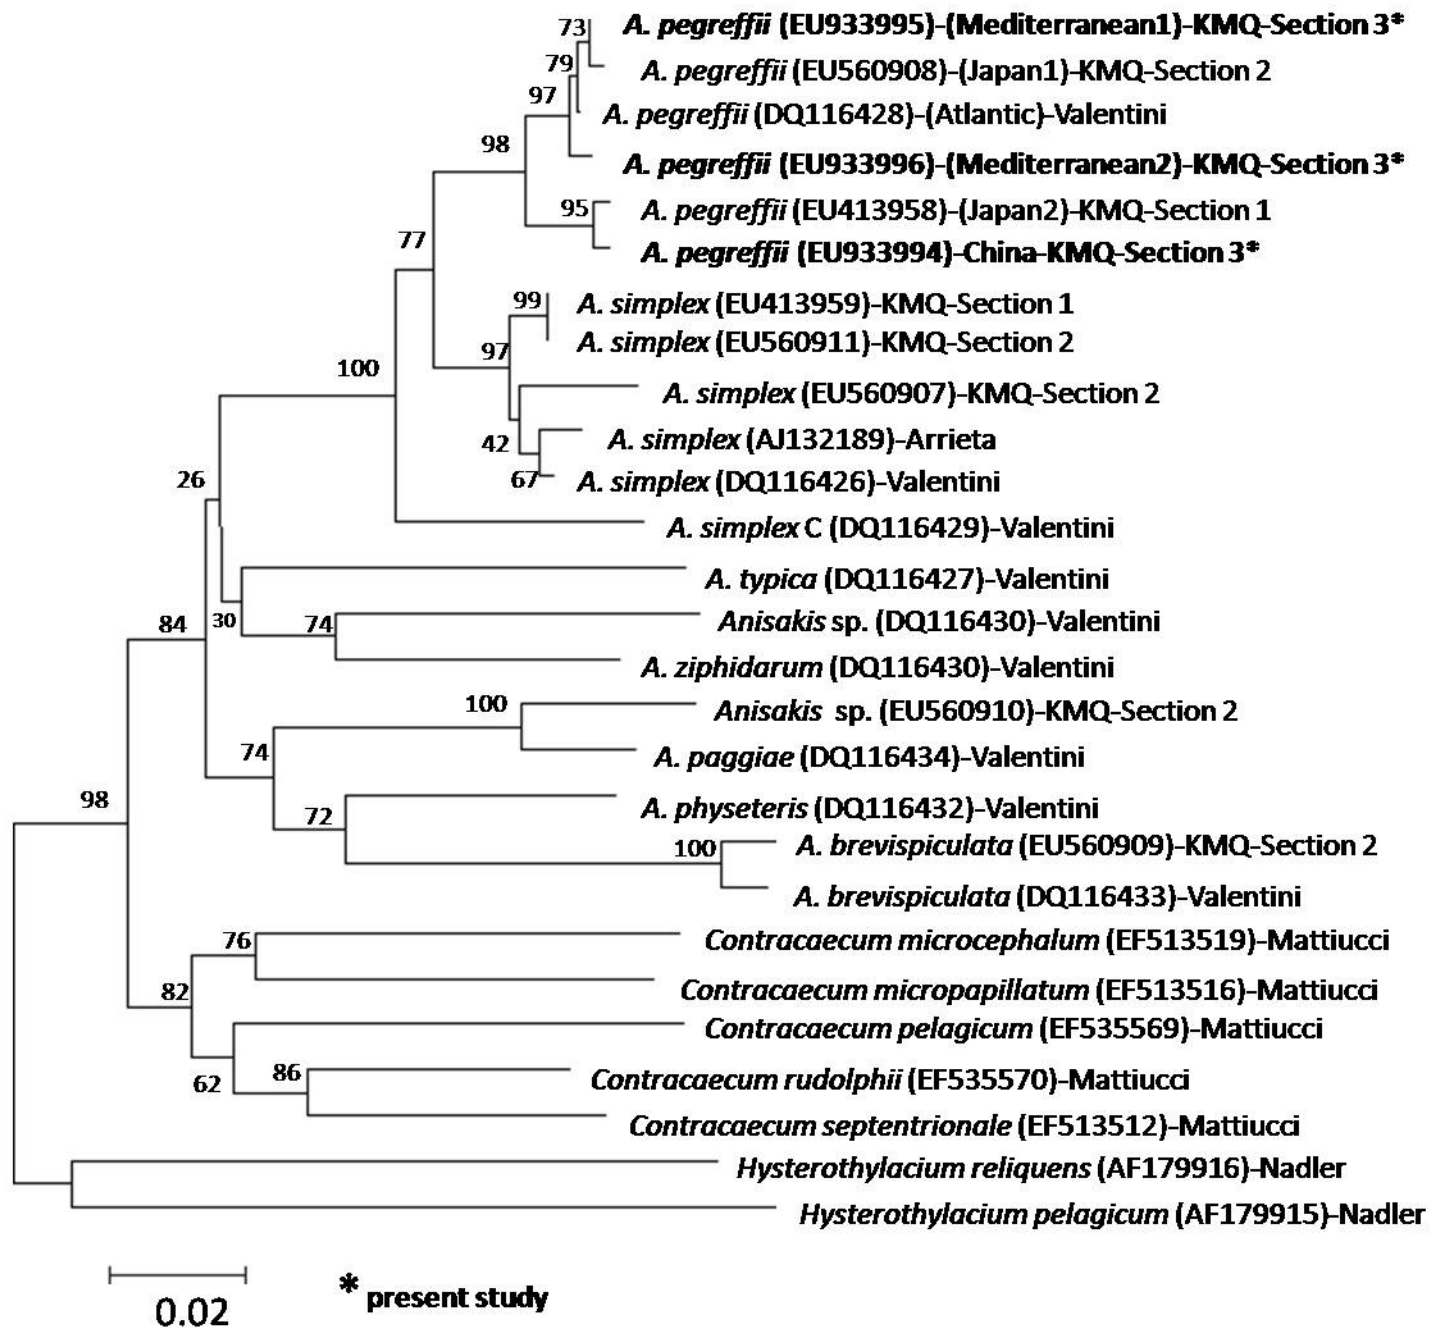 73
A. pegreffii (EU933995)-(Mediterranean1)-KMQ-Section 3*
79
A. pegreffii (EU560908)-(Japan1)-KMQ-Section 2
97
A. pegreffii (DQ116428)-(Atlantic)-Valentini
98
A. pegreffii (EU933996)-(Mediterranean2)-KMQ-Section 3*
95
A. pegreffii (EU413958)-(Japan2)-KMQ-Section 1
77
A. pegreffii (EU933994)-China-KMQ-Section 3*
99
A. simplex (EU413959)-KMQ-Section 1
97
A. simplex (EU560911)-KMQ-Section 2
100
A. simplex (EU560907)-KMQ-Section 2
42
A. simplex (AJ132189)-Arrieta
26
67
A. simplex (DQ116426)-Valentini
A. simplex C (DQ116429)-Valentini
A. typica (DQ116427)-Valentini
84
30
74
Anisakis sp. (DQ116430)-Valentini
A. ziphidarum (DQ116430)-Valentini
100
Anisakis sp. (EU560910)-KMQ-Section 2
74
A. paggiae (DQ116434)-Valentini
98
72
A. physeteris (DQ116432)-Valentini
100
A. brevispiculata (EU560909)-KMQ-Section 2
A. brevispiculata (DQ116433)-Valentini
76
Contracaecum microcephalum (EF513519)-Mattiucci
82
Contracaecum micropapillatum (EF513516)-Mattiucci
Contracaecum pelagicum (EF535569)-Mattiucci
62
86
Contracaecum rudolphii (EF535570)-Mattiucci
Contracaecum septentrionale (EF513512)-Mattiucci
Hysterothylacium reliquens (AF179916)-Nadler
Hysterothylacium pelagicum (AF179915)-Nadler
0.02
* present study